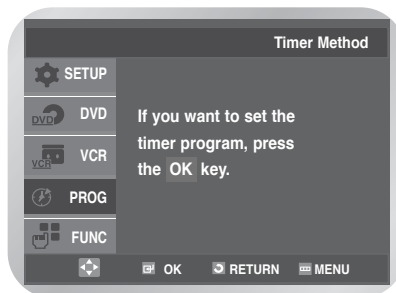 Timer Method
SETUP
DVD DVD
VCR VCR
PROG
FUNC
If you want to set the
timer program, press
the OK key.
OK RETURN MENU